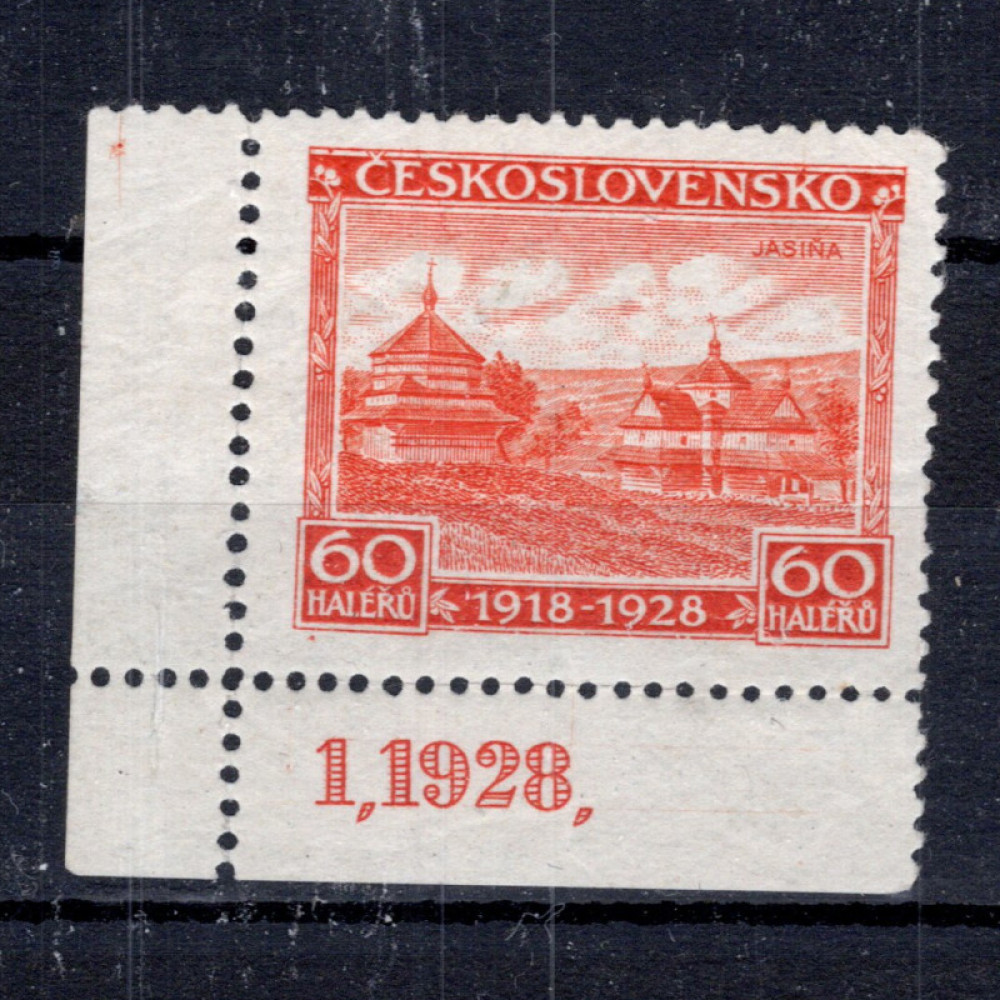 ČESKOSLOVENSKO
JASIŇA
60 HALÉŘŮ
1918-1928
60 HALÉŘŮ
1,1928,